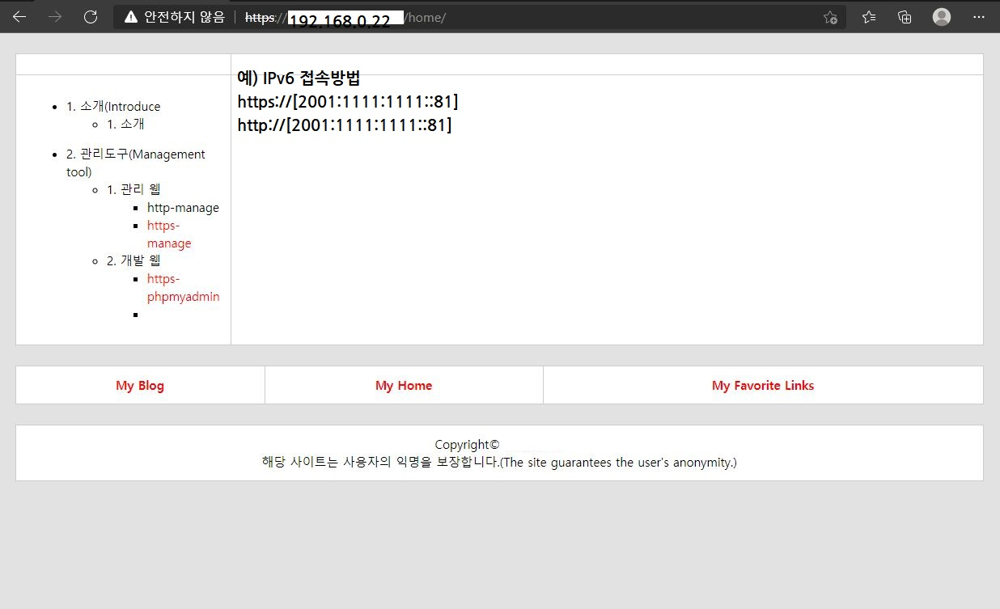 안전하지 않음 https://192.168.0.22/home/
예) IPv6 접속방법
https://[2001:1111:1111::81]
http://[2001:1111:1111::81]
1. 소개(Introduce
1. 소개
2. 관리도구(Management
tool)
1. 관리 웹
http-manage
https-
manage
2. 개발 웹
https-
phpmyadmin
My Blog My Home My Favorite Links
Copyright©
해당 사이트는 사용자의 익명을 보장합니다.(The site guarantees the user's anonymity.)